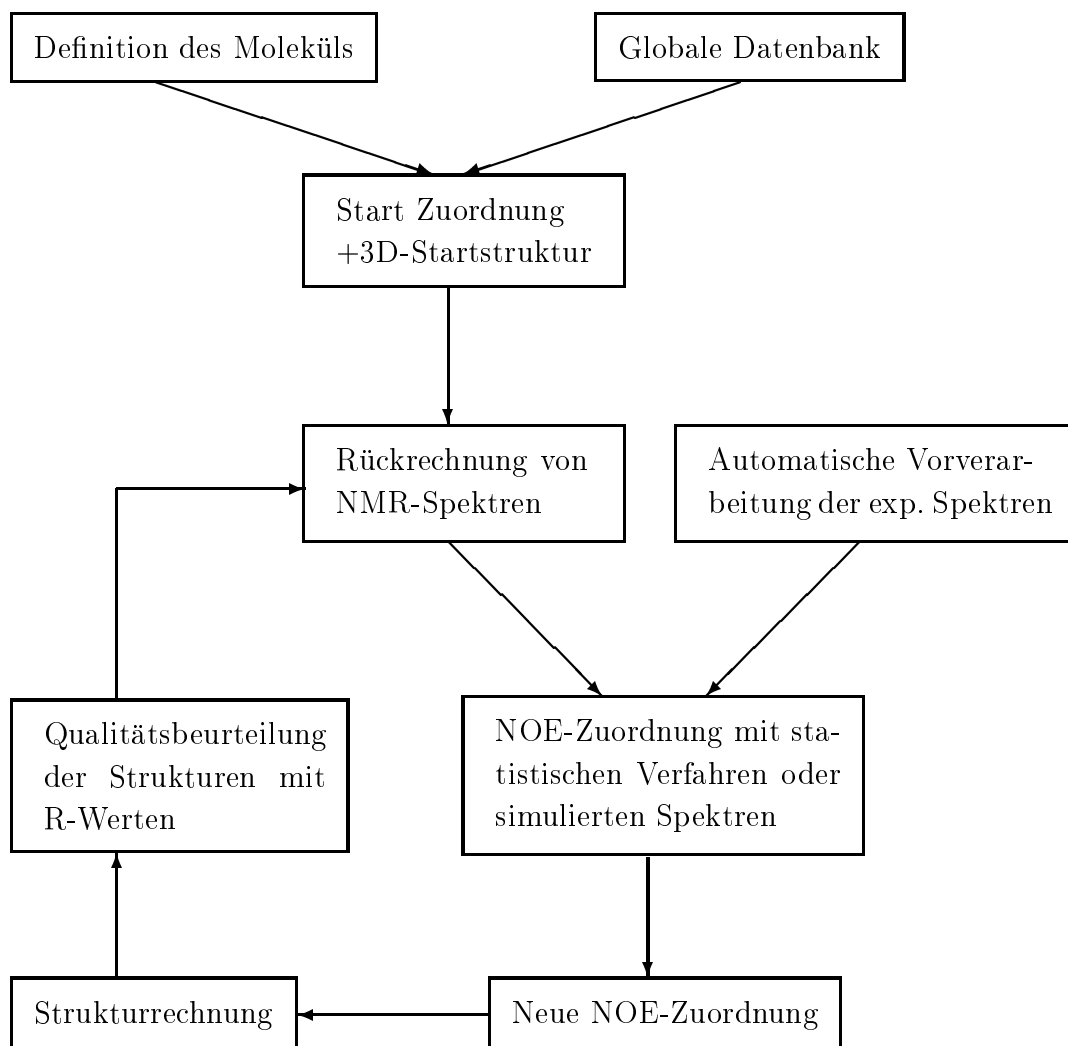 Definition des Moleküls
Globale Datenbank
Start Zuordnung
+3D-Startstruktur
Rückrechnung von
NMR-Spektren
Automatische Vorverar-
beitung der exp. Spektren
Qualitätsbeurteilung
der Strukturen mit
R-Werten
NOE-Zuordnung mit sta-
tistischen Verfahren oder
simulierten Spektren
Strukturrechnung
Neue NOE-Zuordnung